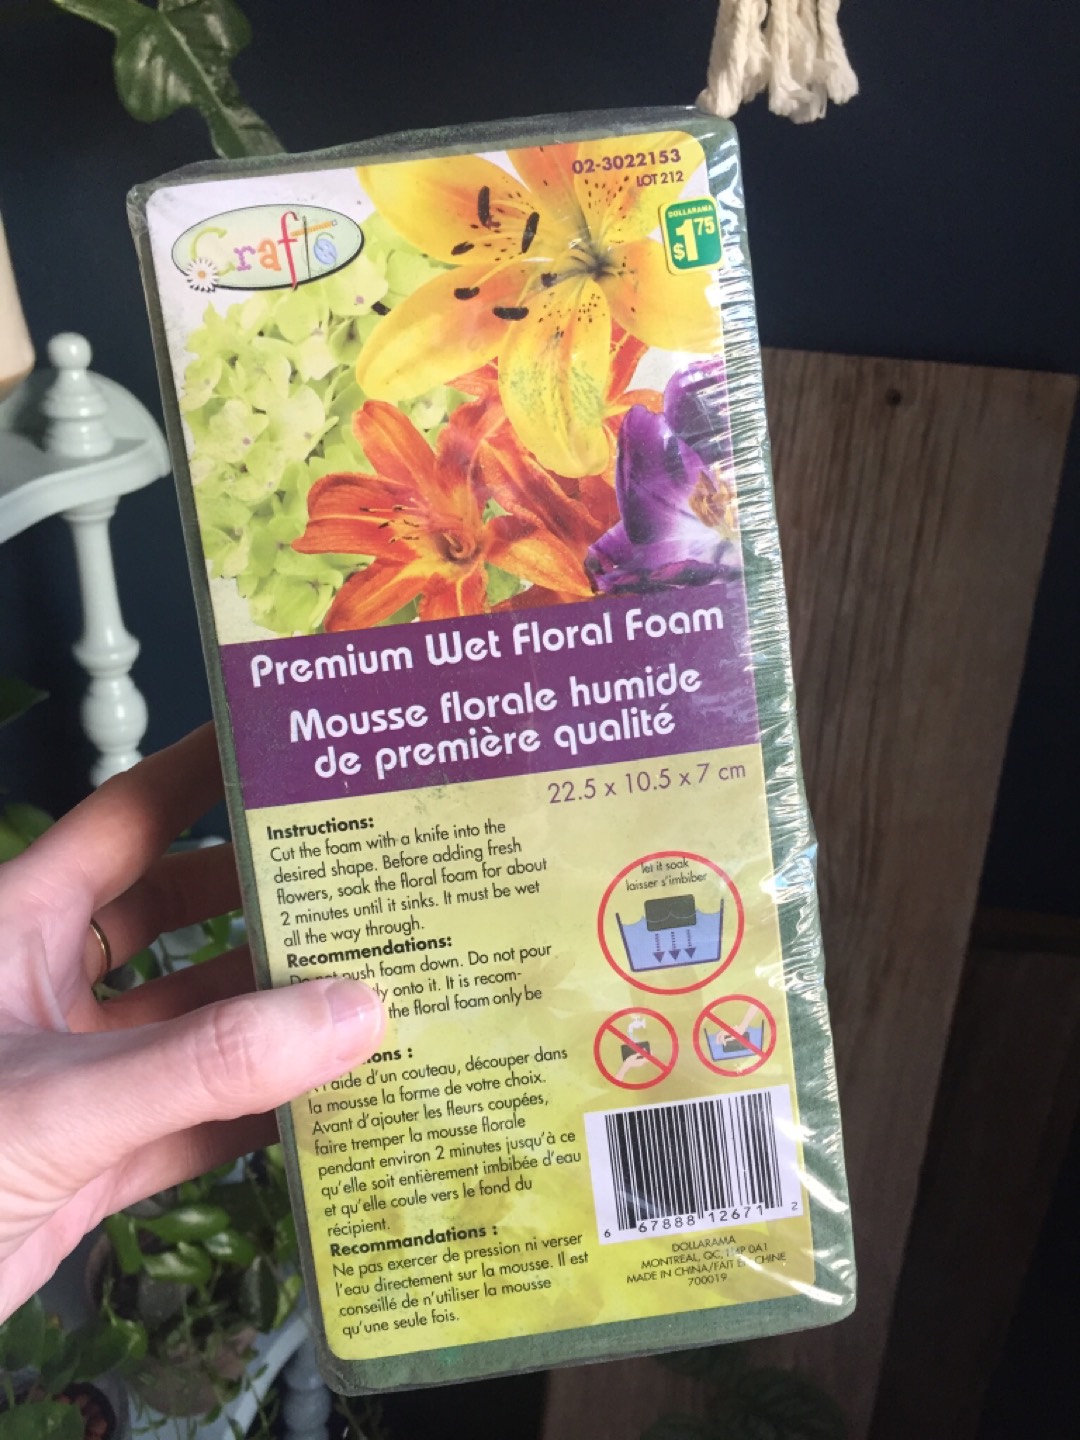 02-3022153
LOT 212
Crafts
DOLLARAMA
$1.75
Premium Wet Floral Foam
Mousse florale humide
de première qualité
22.5 x 10.5 x 7 cm
Instructions:
Cut the foam with a knife into the
desired shape. Before adding fresh
flowers, soak the floral foam for about
2 minutes until it sinks. It must be wet
all the way through.
Recommendations:
push foam down. Do not pour
onto it. It is recom-
the floral foam only be
let it soak
laisser s'imbiber
d'un couteau, découper dans
la mousse la forme de votre choix.
Avant d'ajouter les fleurs coupées,
faire tremper la mousse florale
pendant environ 2 minutes jusqu'à ce
qu'elle soit entièrement imbibée d'eau
et qu'elle coule vers le fond du
récipient.
Recommandations :
Ne pas exercer de pression ni verser
l'eau directement sur la mousse. Il est
conseillé de n'utiliser la mousse
qu'une seule fois.
6 67888 12671 2
DOLLARAMA
MONTREAL, QC, 0A1
MADE IN CHINA/FAIT EN CHINE
700019